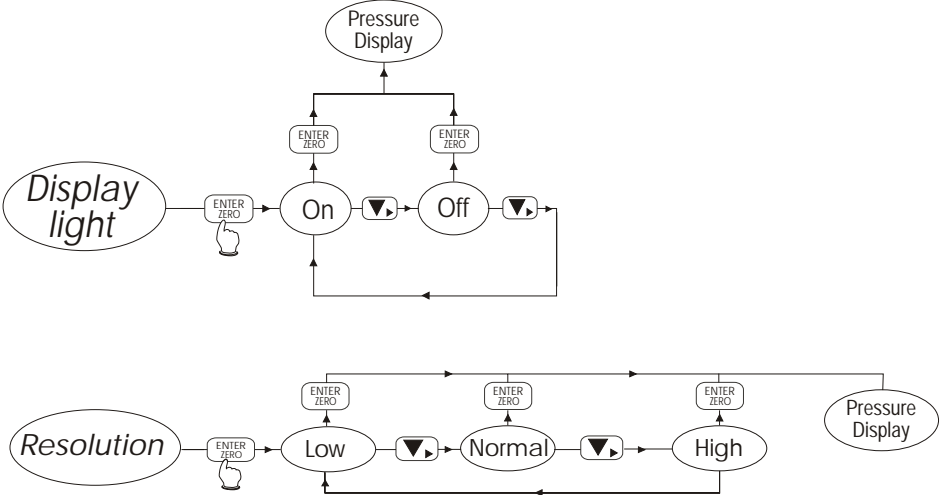 Pressure
Display
ENTER
ZERO
ENTER
ZERO
Display
light
ENTER
ZERO
On
Off
ENTER
ZERO
ENTER
ZERO
ENTER
ZERO
Pressure
Display
Resolution
ENTER
ZERO
Low
Normal
High